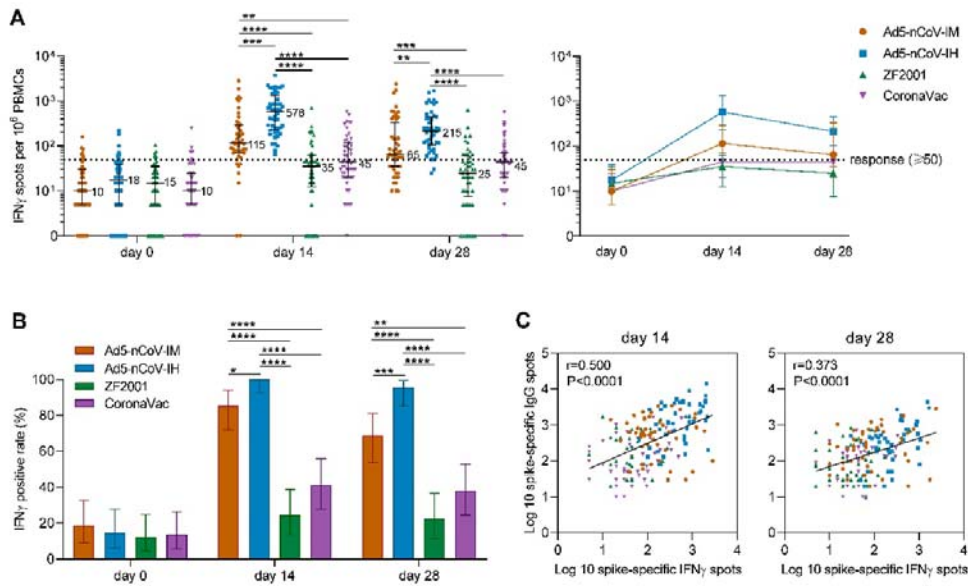 A
IFNγ spots per 10⁶ PBMCs
10⁴
10³
10²
10¹
0
10
18
15
10
115
578
35
45
65
215
25
45
**
****
***
****
****
***
****
**
****
****
day 0
day 14
day 28
10⁴
10³
10²
10¹
0
day 0
day 14
day 28
response (⩾50)
Ad5-nCoV-IM
Ad5-nCoV-IH
ZF2001
CoronaVac
B
Ad5-nCoV-IM
Ad5-nCoV-IH
ZF2001
CoronaVac
IFNγ positive rate (%)
100
80
60
40
20
0
****
****
****
****
*
**
****
****
****
***
day 0
day 14
day 28
C
day 14
r=0.500
P<0.0001
Log 10 spike-specific IgG spots
5
4
3
2
1
0
0 1 2 3 4
Log 10 spike-specific IFNγ spots
day 28
r=0.373
P<0.0001
5
4
3
2
1
0
0 1 2 3 4
Log 10 spike-specific IFNγ spots